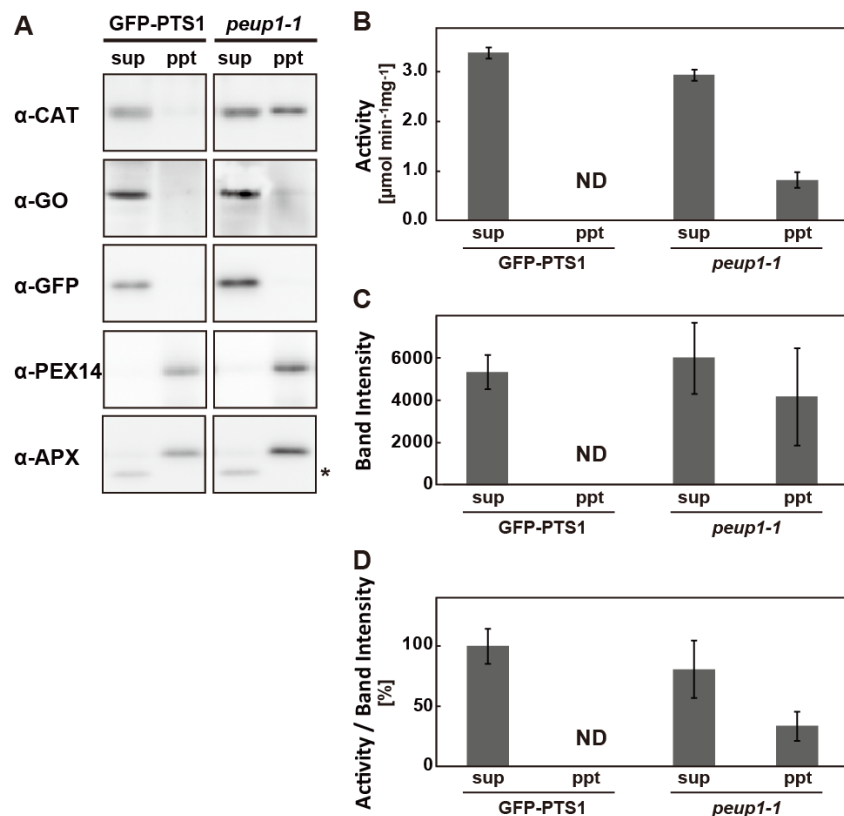 A
GFP-PTS1 peup1-1
sup ppt sup ppt
α-CAT
α-GO
α-GFP
α-PEX14
α-APX
*
B
Activity
[μmol min-1mg-1]
3.0
1.0
0.0
ND
sup ppt sup ppt
GFP-PTS1 peup1-1
C
Band Intensity
6000
4000
2000
0
ND
sup ppt sup ppt
GFP-PTS1 peup1-1
D
Activity / Band Intensity
[%]
100
50
0
ND
sup ppt sup ppt
GFP-PTS1 peup1-1